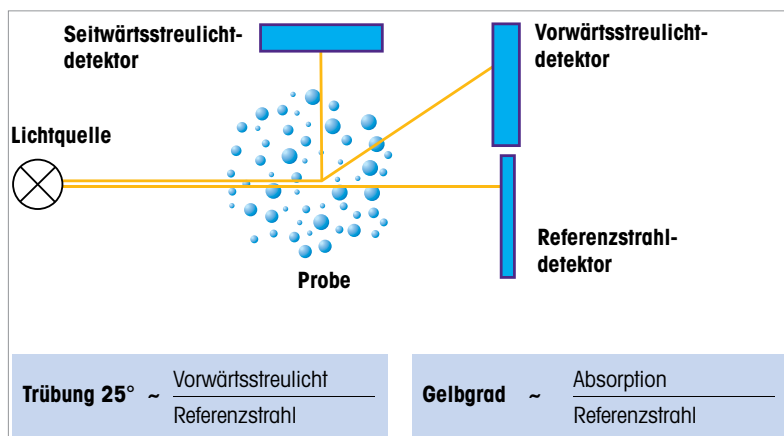 Seitwärtsstreulicht-
detektor
Vorwärtsstreulicht-
detektor
Lichtquelle
Referenzstrahl-
detektor
Probe
Trübung 25° ~ Vorwärtsstreulicht
Referenzstrahl
Gelbgrad ~ Absorption
Referenzstrahl